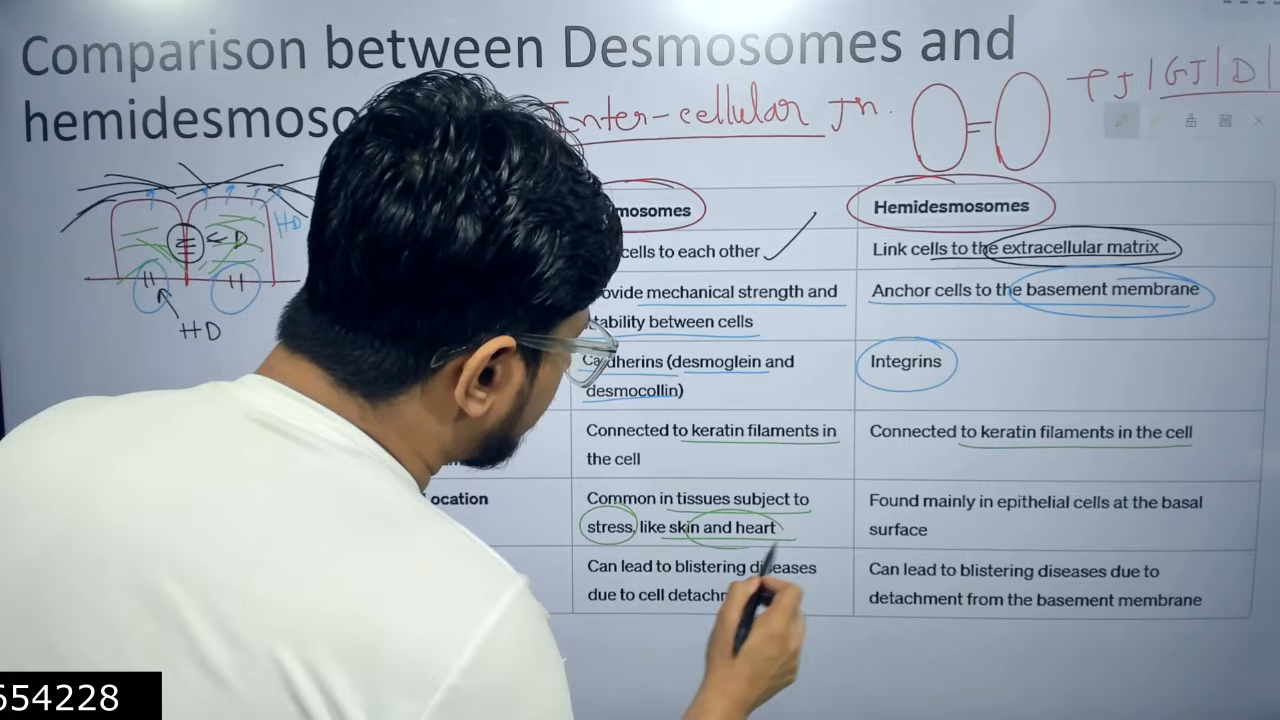 Comparison between Desmosomes and
hemidesmoso
Inter-cellular Jn.
TJ | GJ | D |
mosomes
Hemidesmosomes
cells to each other
Link cells to the extracellular matrix
ovide mechanical strength and
tability between cells
Anchor cells to the basement membrane
Cadherins (desmoglein and
desmocollin)
Integrins
Connected to keratin filaments in
the cell
Connected to keratin filaments in the cell
ocation
Common in tissues subject to
stress, like skin and heart
Found mainly in epithelial cells at the basal
surface
Can lead to blistering diseases
due to cell detachm
Can lead to blistering diseases due to
detachment from the basement membrane
HD
D
HD
654228